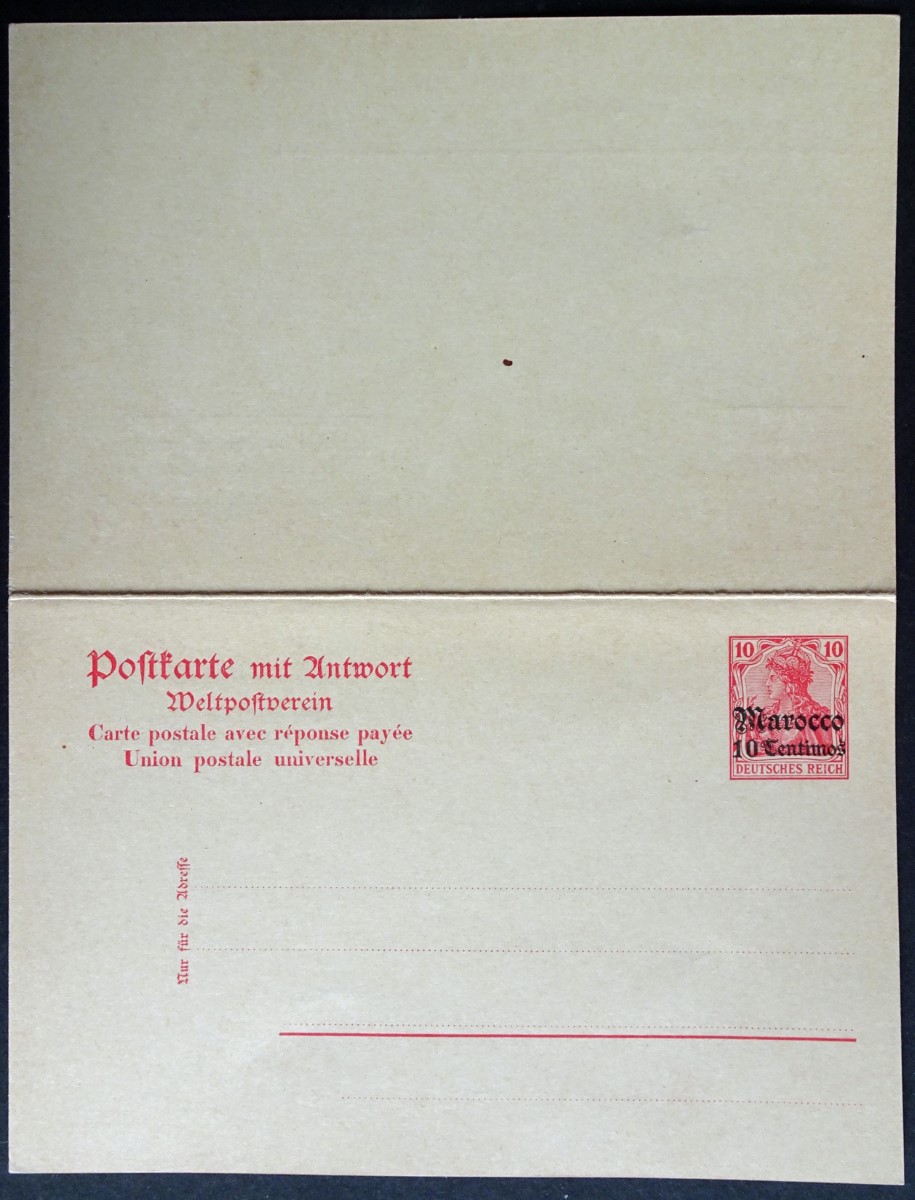 Poſtkarte mit Antwort
Weltpoſtverein
Carte postale avec réponse payée
Union postale universelle
10 10
Marocco
10 Centimos
DEUTSCHES REICH
Nur für die Adreſſe